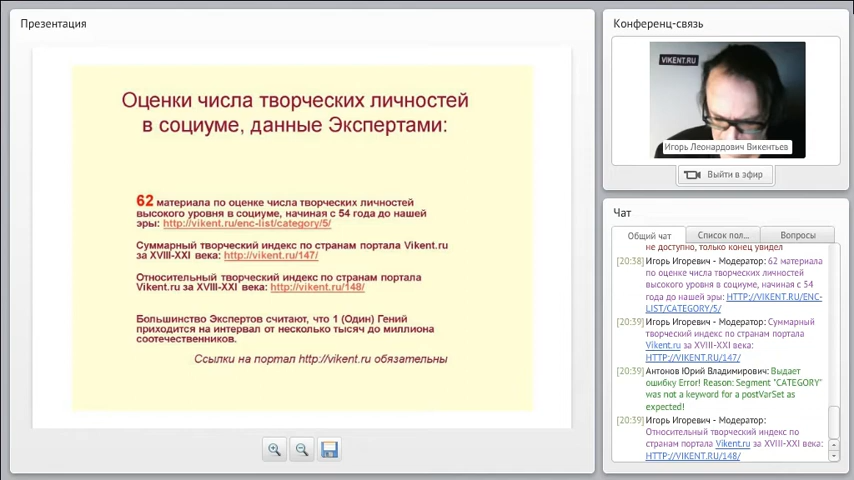 Презентация
Оценки числа творческих личностей
в социуме, данные Экспертами:
62 материала по оценке числа творческих личностей
высокого уровня в социуме, начиная с 54 года до нашей
эры: http://vikent.ru/enc-list/category/5/
Суммарный творческий индекс по странам портала Vikent.ru
за XVIII-XXI века: http://vikent.ru/147/
Относительный творческий индекс по странам портала
Vikent.ru за XVIII-XXI века: http://vikent.ru/148/
Большинство Экспертов считают, что 1 (Один) Гений
приходится на интервал от несколько тысяч до миллиона
соотечественников.
Ссылки на портал http://vikent.ru обязательны
Конференц-связь
VIKENT.RU
Игорь Леонардович Викентьев
Выйти в эфир
Чат
Общий чат
Список пол...
Вопросы
не доступно, только конец увидел
[20:38] Игорь Игоревич - Модератор: 62 материала
по оценке числа творческих личностей
высокого уровня в социуме, начиная с 54
года до нашей эры: HTTP://VIKENT.RU/ENC-
LIST/CATEGORY/5/
[20:39] Игорь Игоревич - Модератор: Суммарный
творческий индекс по странам портала
Vikent.ru за XVIII-XXI века:
HTTP://VIKENT.RU/147/
[20:39] Антонов Юрий Владимирович: Выдает
ошибку Error! Reason: Segment "CATEGORY"
was not a keyword for a postVarSet as
expected!
[20:39] Игорь Игоревич - Модератор:
Относительный творческий индекс по
странам портала Vikent.ru за XVIII-XXI века:
HTTP://VIKENT.RU/148/